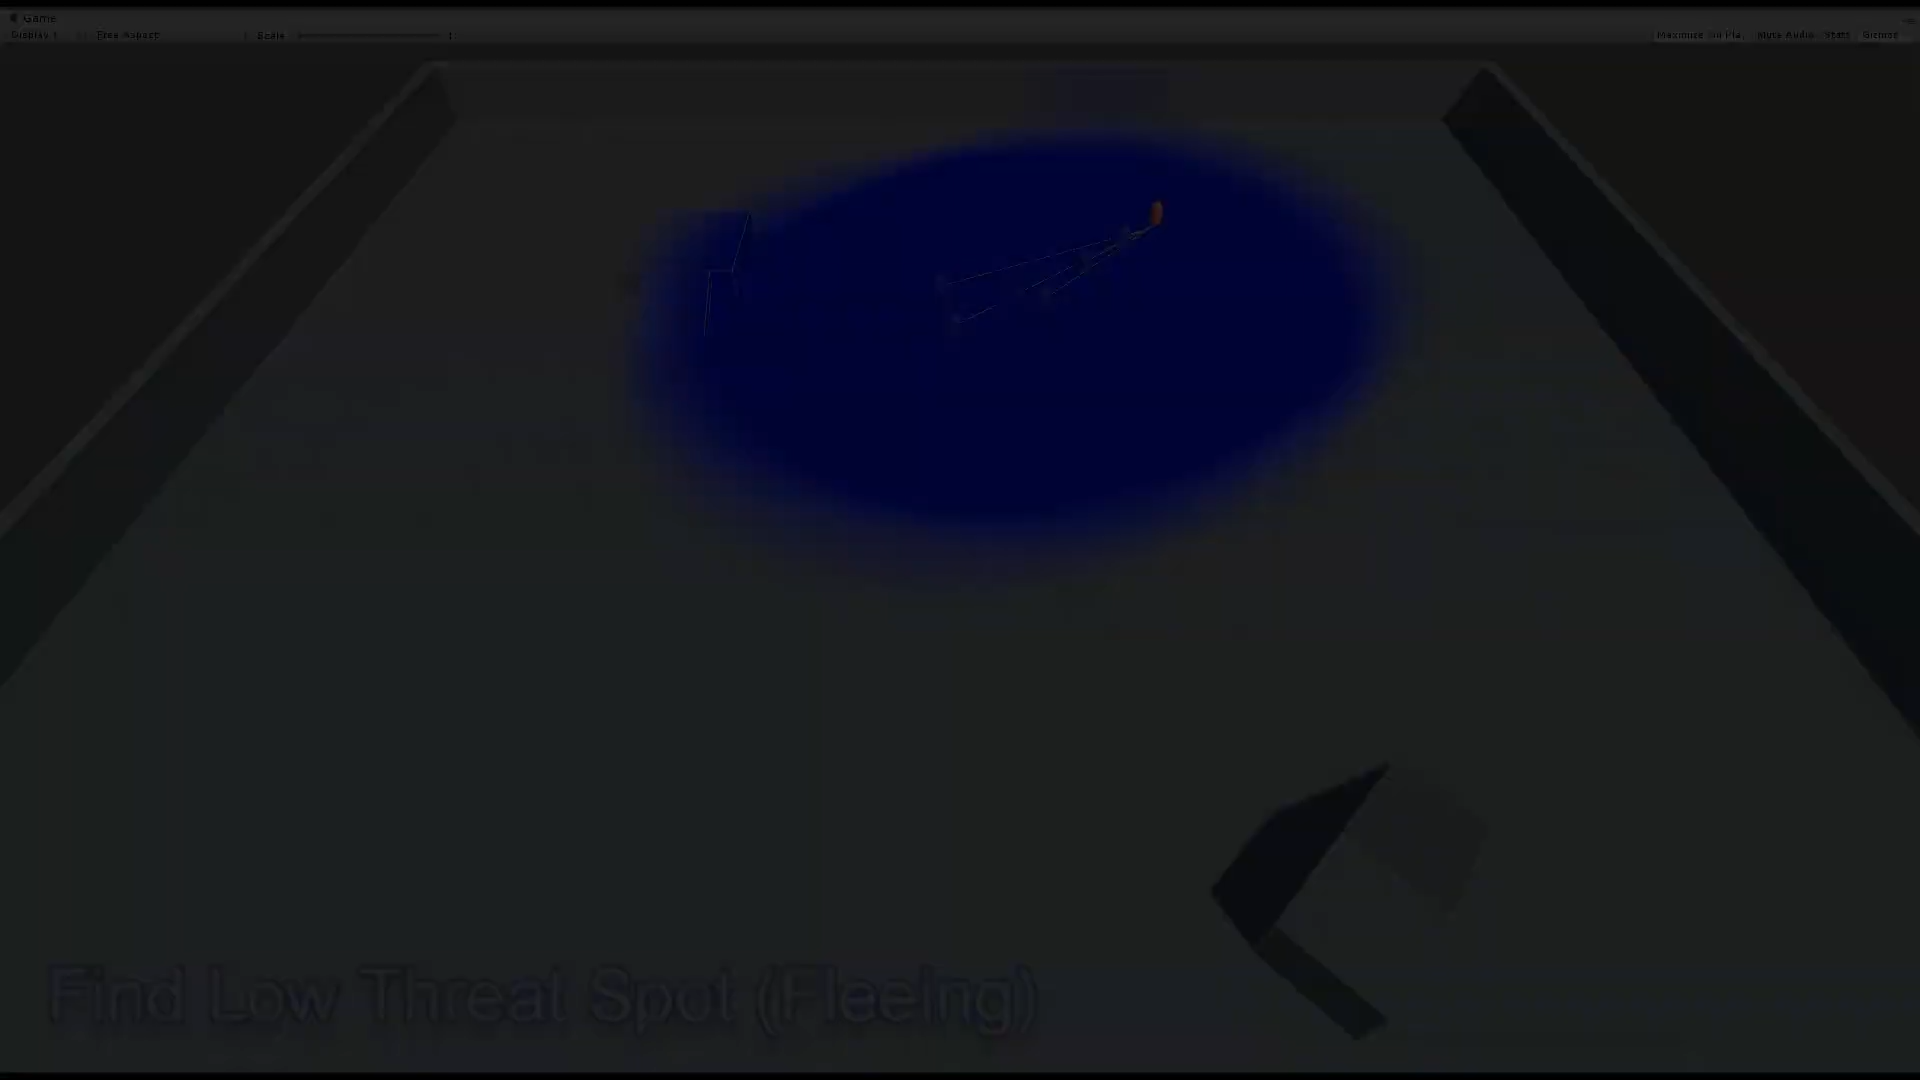 Game
Display 1 Free Aspect Scale Maximize On Play Mute Audio Stats Gizmos
Find Low Threat Spot (Fleeing)